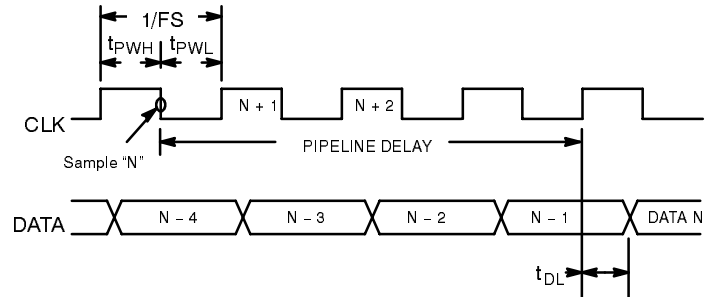 1/FS
tPWH tPWL
N + 1 N + 2
CLK
Sample “N”
PIPELINE DELAY
DATA N – 4 N – 3 N – 2 N – 1 DATA N
tDL